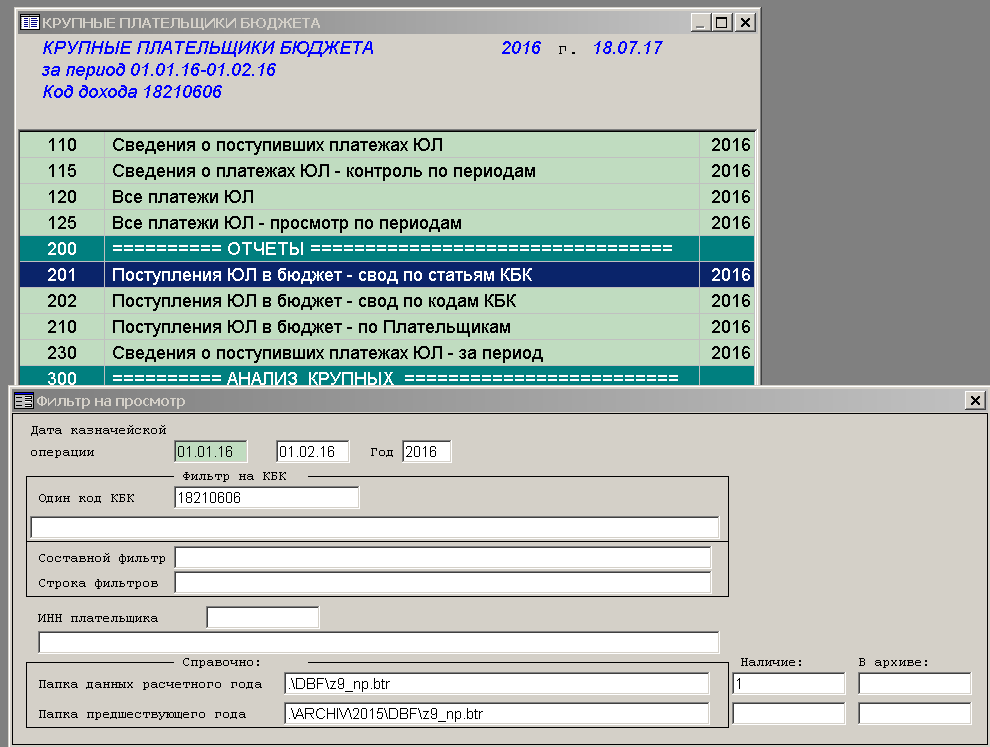 КРУПНЫЕ ПЛАТЕЛЬЩИКИ БЮДЖЕТА
КРУПНЫЕ ПЛАТЕЛЬЩИКИ БЮДЖЕТА 2016 г. 18.07.17
за период 01.01.16-01.02.16
Код дохода 18210606
110 Сведения о поступивших платежах ЮЛ 2016
115 Сведения о платежах ЮЛ - контроль по периодам 2016
120 Все платежи ЮЛ 2016
125 Все платежи ЮЛ - просмотр по периодам 2016
200 ========== ОТЧЕТЫ =================================
201 Поступления ЮЛ в бюджет - свод по статьям КБК 2016
202 Поступления ЮЛ в бюджет - свод по кодам КБК 2016
210 Поступления ЮЛ в бюджет - по Плательщикам 2016
230 Сведения о поступивших платежах ЮЛ - за период 2016
300 ========== АНАЛИЗ КРУПНЫХ =========================
Фильтр на просмотр
Дата казначейской
операции 01.01.16 01.02.16 Год 2016
Фильтр на КБК
Один код КБК 18210606
Составной фильтр
Строка фильтров
ИНН плательщика
Справочно: Наличие: В архиве:
Папка данных расчетного года .\DBF\z9_np.btr 1
Папка предшествующего года .\ARCHIV\2015\DBF\z9_np.btr